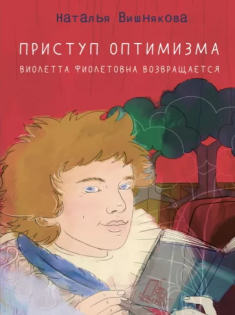 Наталья Вишнякова
ПРИСТУП ОПТИМИЗМА
ВИОЛЕТТА ФИОЛЕТОВНА ВОЗВРАЩАЕТСЯ